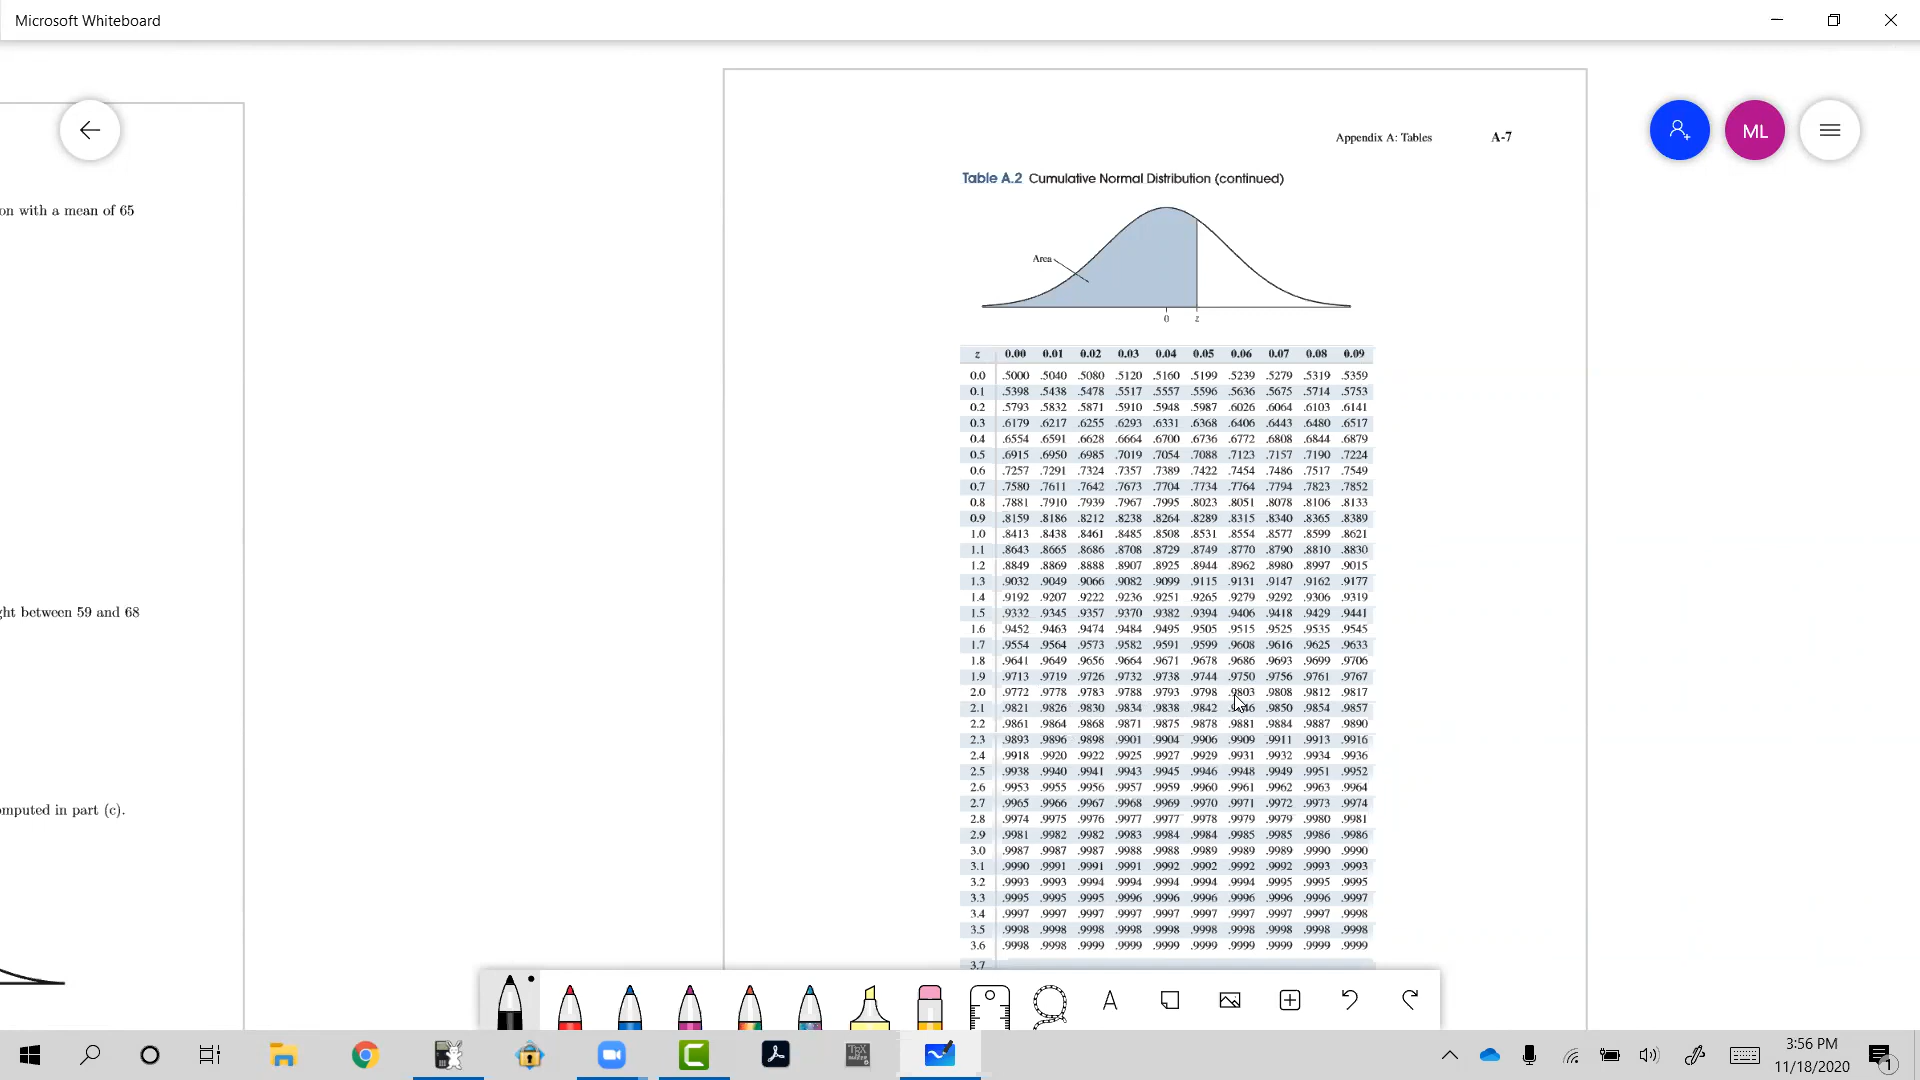 Microsoft Whiteboard
on with a mean of 65
ght between 59 and 68
mputed in part (c).
ML
Appendix A: Tables A-7
Table A.2 Cumulative Normal Distribution (continued)
Area
0 z
z 0.00 0.01 0.02 0.03 0.04 0.05 0.06 0.07 0.08 0.09
0.0 .5000 .5040 .5080 .5120 .5160 .5199 .5239 .5279 .5319 .5359
0.1 .5398 .5438 .5478 .5517 .5557 .5596 .5636 .5675 .5714 .5753
0.2 .5793 .5832 .5871 .5910 .5948 .5987 .6026 .6064 .6103 .6141
0.3 .6179 .6217 .6255 .6293 .6331 .6368 .6406 .6443 .6480 .6517
0.4 .6554 .6591 .6628 .6664 .6700 .6736 .6772 .6808 .6844 .6879
0.5 .6915 .6950 .6985 .7019 .7054 .7088 .7123 .7157 .7190 .7224
0.6 .7257 .7291 .7324 .7357 .7389 .7422 .7454 .7486 .7517 .7549
0.7 .7580 .7611 .7642 .7673 .7704 .7734 .7764 .7794 .7823 .7852
0.8 .7881 .7910 .7939 .7967 .7995 .8023 .8051 .8078 .8106 .8133
0.9 .8159 .8186 .8212 .8238 .8264 .8289 .8315 .8340 .8365 .8389
1.0 .8413 .8438 .8461 .8485 .8508 .8531 .8554 .8577 .8599 .8621
1.1 .8643 .8665 .8686 .8708 .8729 .8749 .8770 .8790 .8810 .8830
1.2 .8849 .8869 .8888 .8907 .8925 .8944 .8962 .8980 .8997 .9015
1.3 .9032 .9049 .9066 .9082 .9099 .9115 .9131 .9147 .9162 .9177
1.4 .9192 .9207 .9222 .9236 .9251 .9265 .9279 .9292 .9306 .9319
1.5 .9332 .9345 .9357 .9370 .9382 .9394 .9406 .9418 .9429 .9441
1.6 .9452 .9463 .9474 .9484 .9495 .9505 .9515 .9525 .9535 .9545
1.7 .9554 .9564 .9573 .9582 .9591 .9599 .9608 .9616 .9625 .9633
1.8 .9641 .9649 .9656 .9664 .9671 .9678 .9686 .9693 .9699 .9706
1.9 .9713 .9719 .9726 .9732 .9738 .9744 .9750 .9756 .9761 .9767
2.0 .9772 .9778 .9783 .9788 .9793 .9798 .9803 .9808 .9812 .9817
2.1 .9821 .9826 .9830 .9834 .9838 .9842 .9850 .9854 .9857
2.2 .9861 .9864 .9868 .9871 .9875 .9878 .9881 .9884 .9887 .9890
2.3 .9893 .9896 .9898 .9901 .9904 .9906 .9909 .9911 .9913 .9916
2.4 .9918 .9920 .9922 .9925 .9927 .9929 .9931 .9932 .9934 .9936
2.5 .9938 .9940 .9941 .9943 .9945 .9946 .9948 .9949 .9951 .9952
2.6 .9953 .9955 .9956 .9957 .9959 .9960 .9961 .9962 .9963 .9964
2.7 .9965 .9966 .9967 .9968 .9969 .9970 .9971 .9972 .9973 .9974
2.8 .9974 .9975 .9976 .9977 .9977 .9978 .9979 .9979 .9980 .9981
2.9 .9981 .9982 .9982 .9983 .9984 .9984 .9985 .9985 .9986 .9986
3.0 .9987 .9987 .9987 .9988 .9988 .9989 .9989 .9989 .9990 .9990
3.1 .9990 .9991 .9991 .9991 .9992 .9992 .9992 .9992 .9993 .9993
3.2 .9993 .9993 .9994 .9994 .9994 .9994 .9994 .9995 .9995 .9995
3.3 .9995 .9995 .9995 .9996 .9996 .9996 .9996 .9996 .9996 .9997
3.4 .9997 .9997 .9997 .9997 .9997 .9997 .9997 .9997 .9997 .9998
3.5 .9998 .9998 .9998 .9998 .9998 .9998 .9998 .9998 .9998 .9998
3.6 .9998 .9998 .9999 .9999 .9999 .9999 .9999 .9999 .9999 .9999
3.7
A
3:56 PM
11/18/2020
1